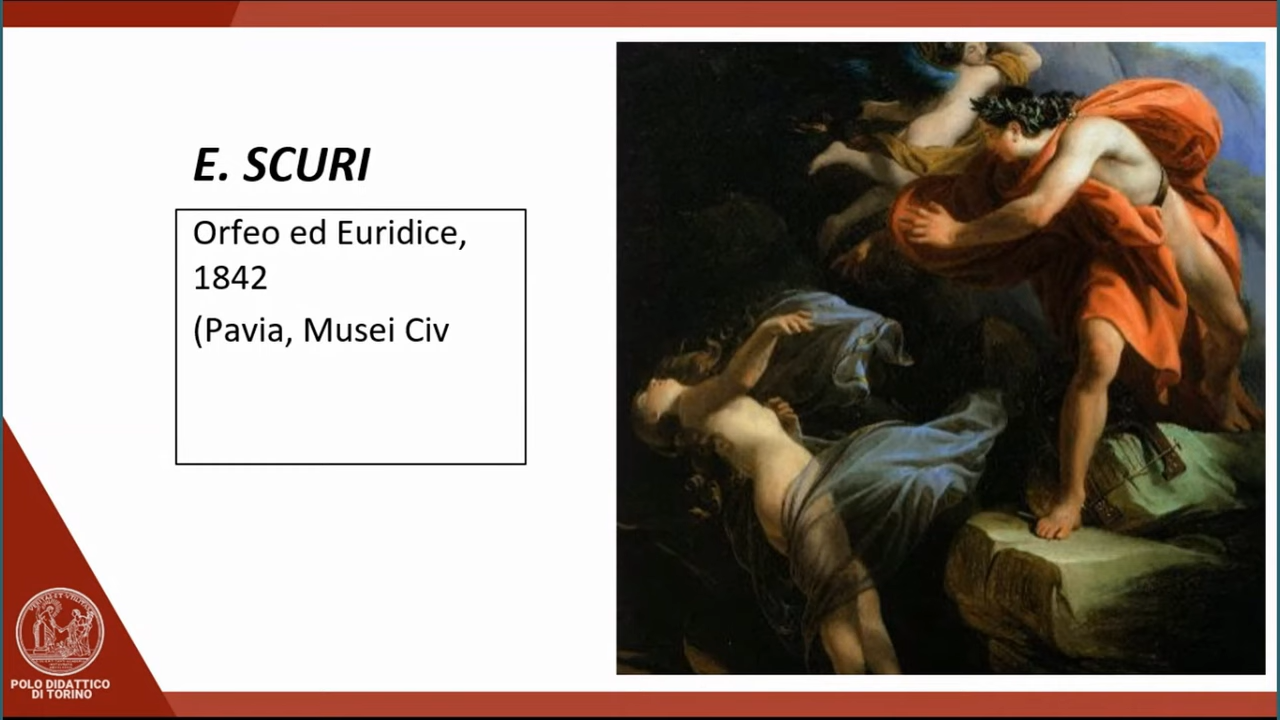 E. SCURI
Orfeo ed Euridice,
1842
(Pavia, Musei Civ
POLO DIDATTICO
DI TORINO